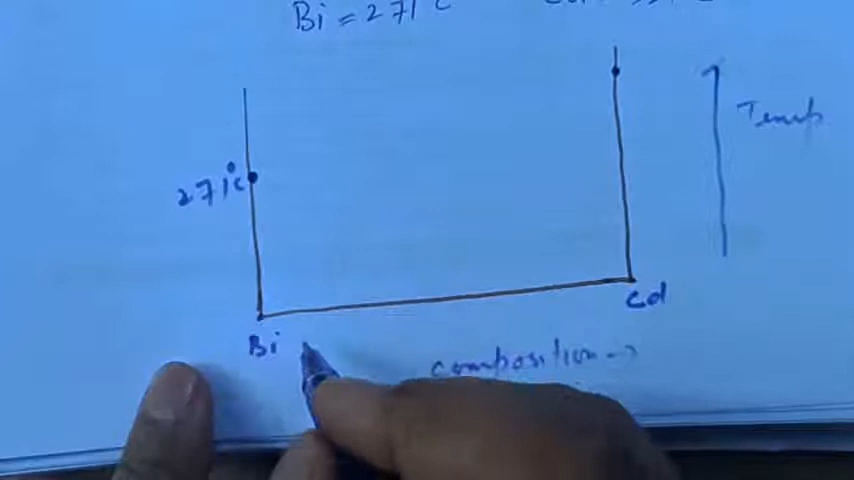 Bi = 271°C
Temp
271°C
Cd
Bi
composition →